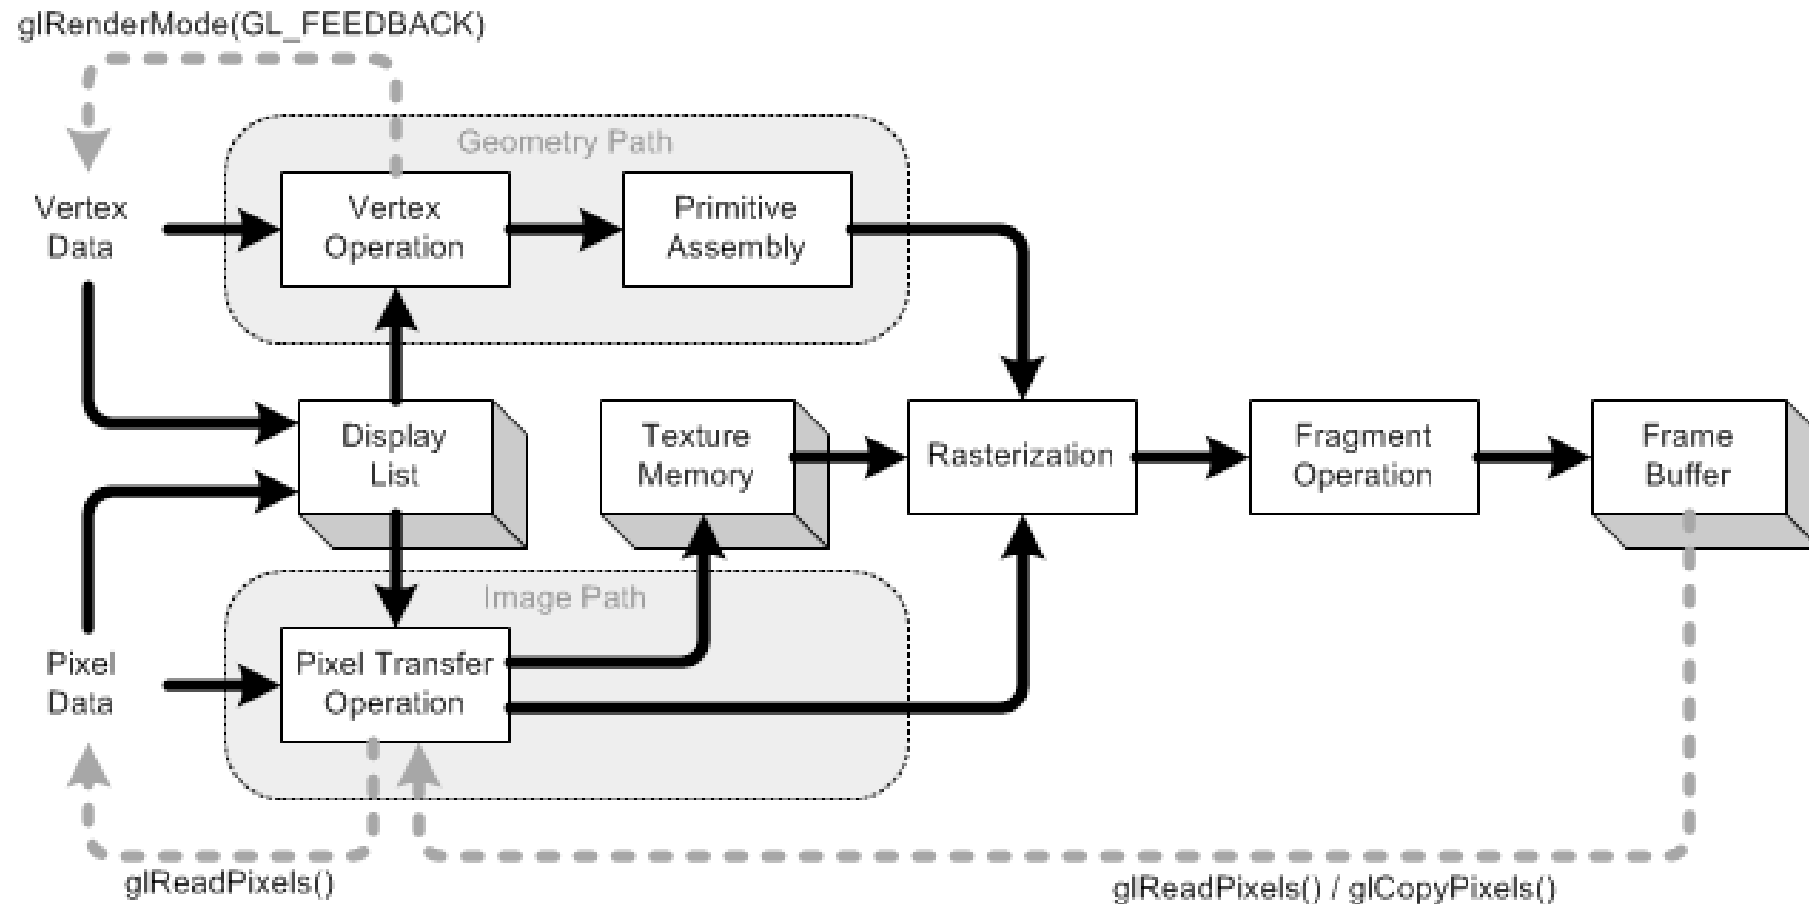 glRenderMode(GL_FEEDBACK)
Geometry Path
Vertex
Data
Vertex
Operation
Primitive
Assembly
Display
List
Texture
Memory
Rasterization
Fragment
Operation
Frame
Buffer
Image Path
Pixel
Data
Pixel Transfer
Operation
glReadPixels()
glReadPixels() / glCopyPixels()